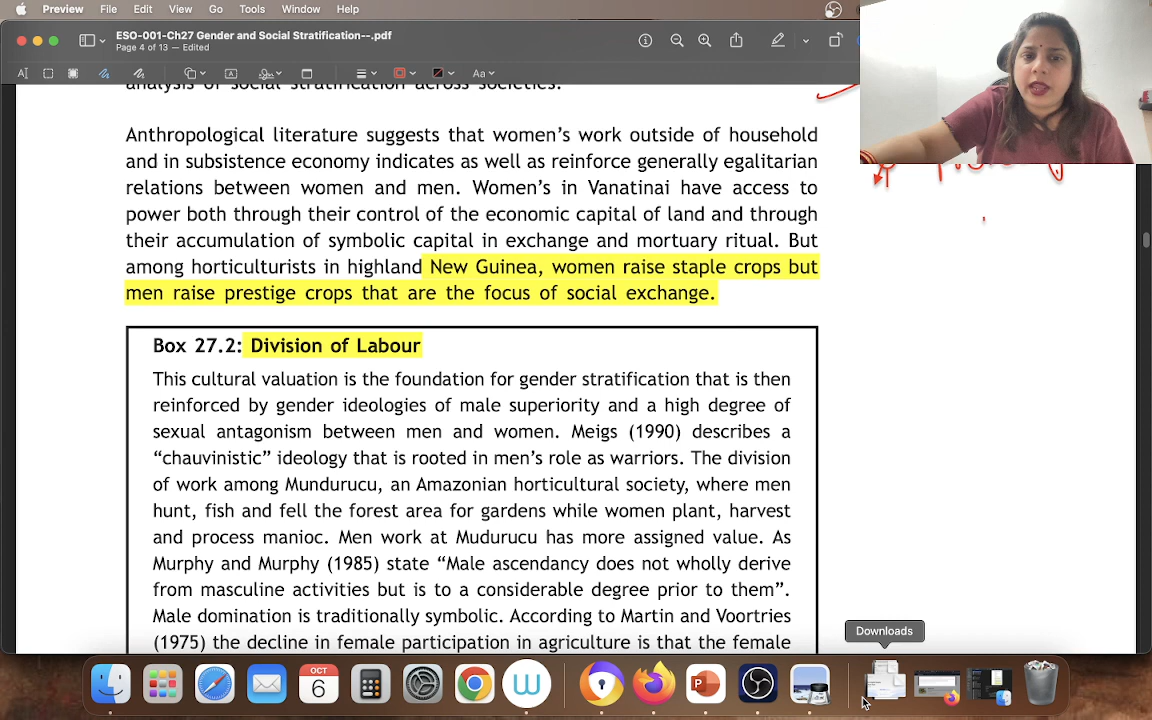 Preview File Edit View Go Tools Window Help
ESO-001-Ch27 Gender and Social Stratification--.pdf
Page 4 of 13 — Edited
analysis of social stratification across societies.
Anthropological literature suggests that women's work outside of household
and in subsistence economy indicates as well as reinforce generally egalitarian
relations between women and men. Women's in Vanatinai have access to
power both through their control of the economic capital of land and through
their accumulation of symbolic capital in exchange and mortuary ritual. But
among horticulturists in highland New Guinea, women raise staple crops but
men raise prestige crops that are the focus of social exchange.
Box 27.2: Division of Labour
This cultural valuation is the foundation for gender stratification that is then
reinforced by gender ideologies of male superiority and a high degree of
sexual antagonism between men and women. Meigs (1990) describes a
“chauvinistic” ideology that is rooted in men's role as warriors. The division
of work among Mundurucu, an Amazonian horticultural society, where men
hunt, fish and fell the forest area for gardens while women plant, harvest
and process manioc. Men work at Mudurucu has more assigned value. As
Murphy and Murphy (1985) state “Male ascendancy does not wholly derive
from masculine activities but is to a considerable degree prior to them”.
Male domination is traditionally symbolic. According to Martin and Voortries
(1975) the decline in female participation in agriculture is that the female
Downloads
OCT
6